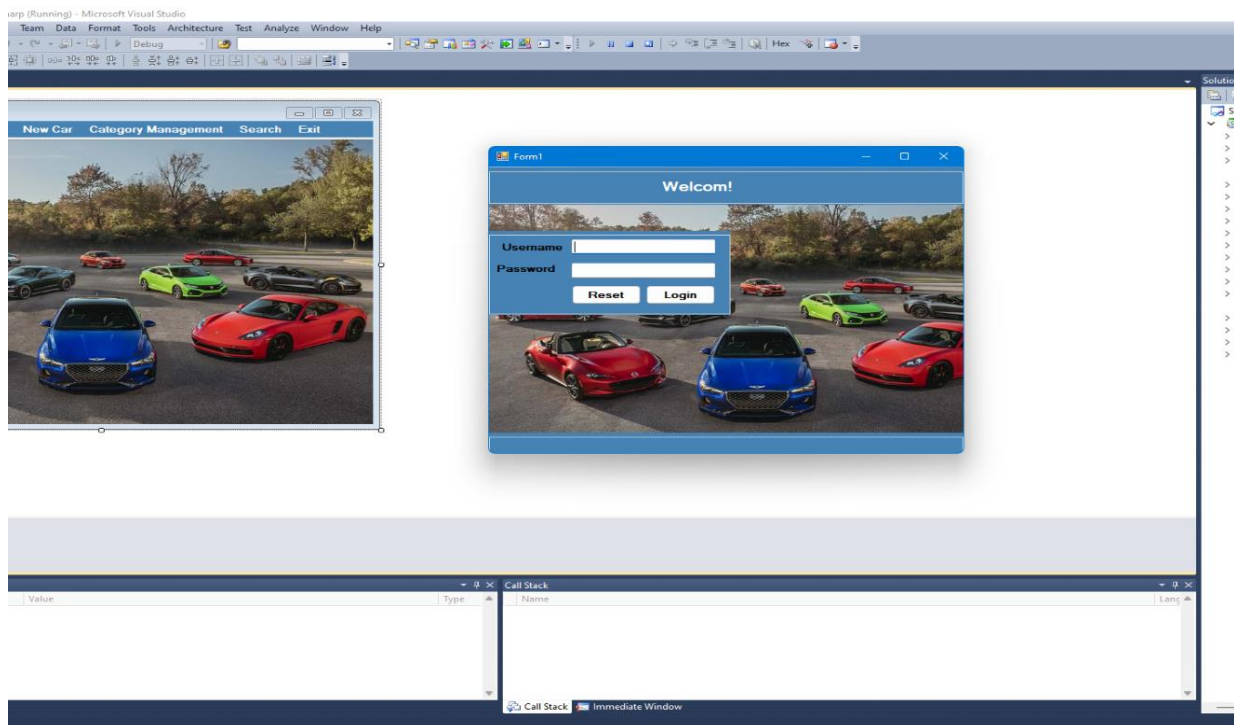 arp (Running) - Microsoft Visual Studio
Team Data Format Tools Architecture Test Analyze Window Help
Debug
Hex
Solutio
New Car Category Management Search Exit
Form1
Welcom!
Username
Password
Reset Login
Value Type
Call Stack
Name Lang
Call Stack Immediate Window